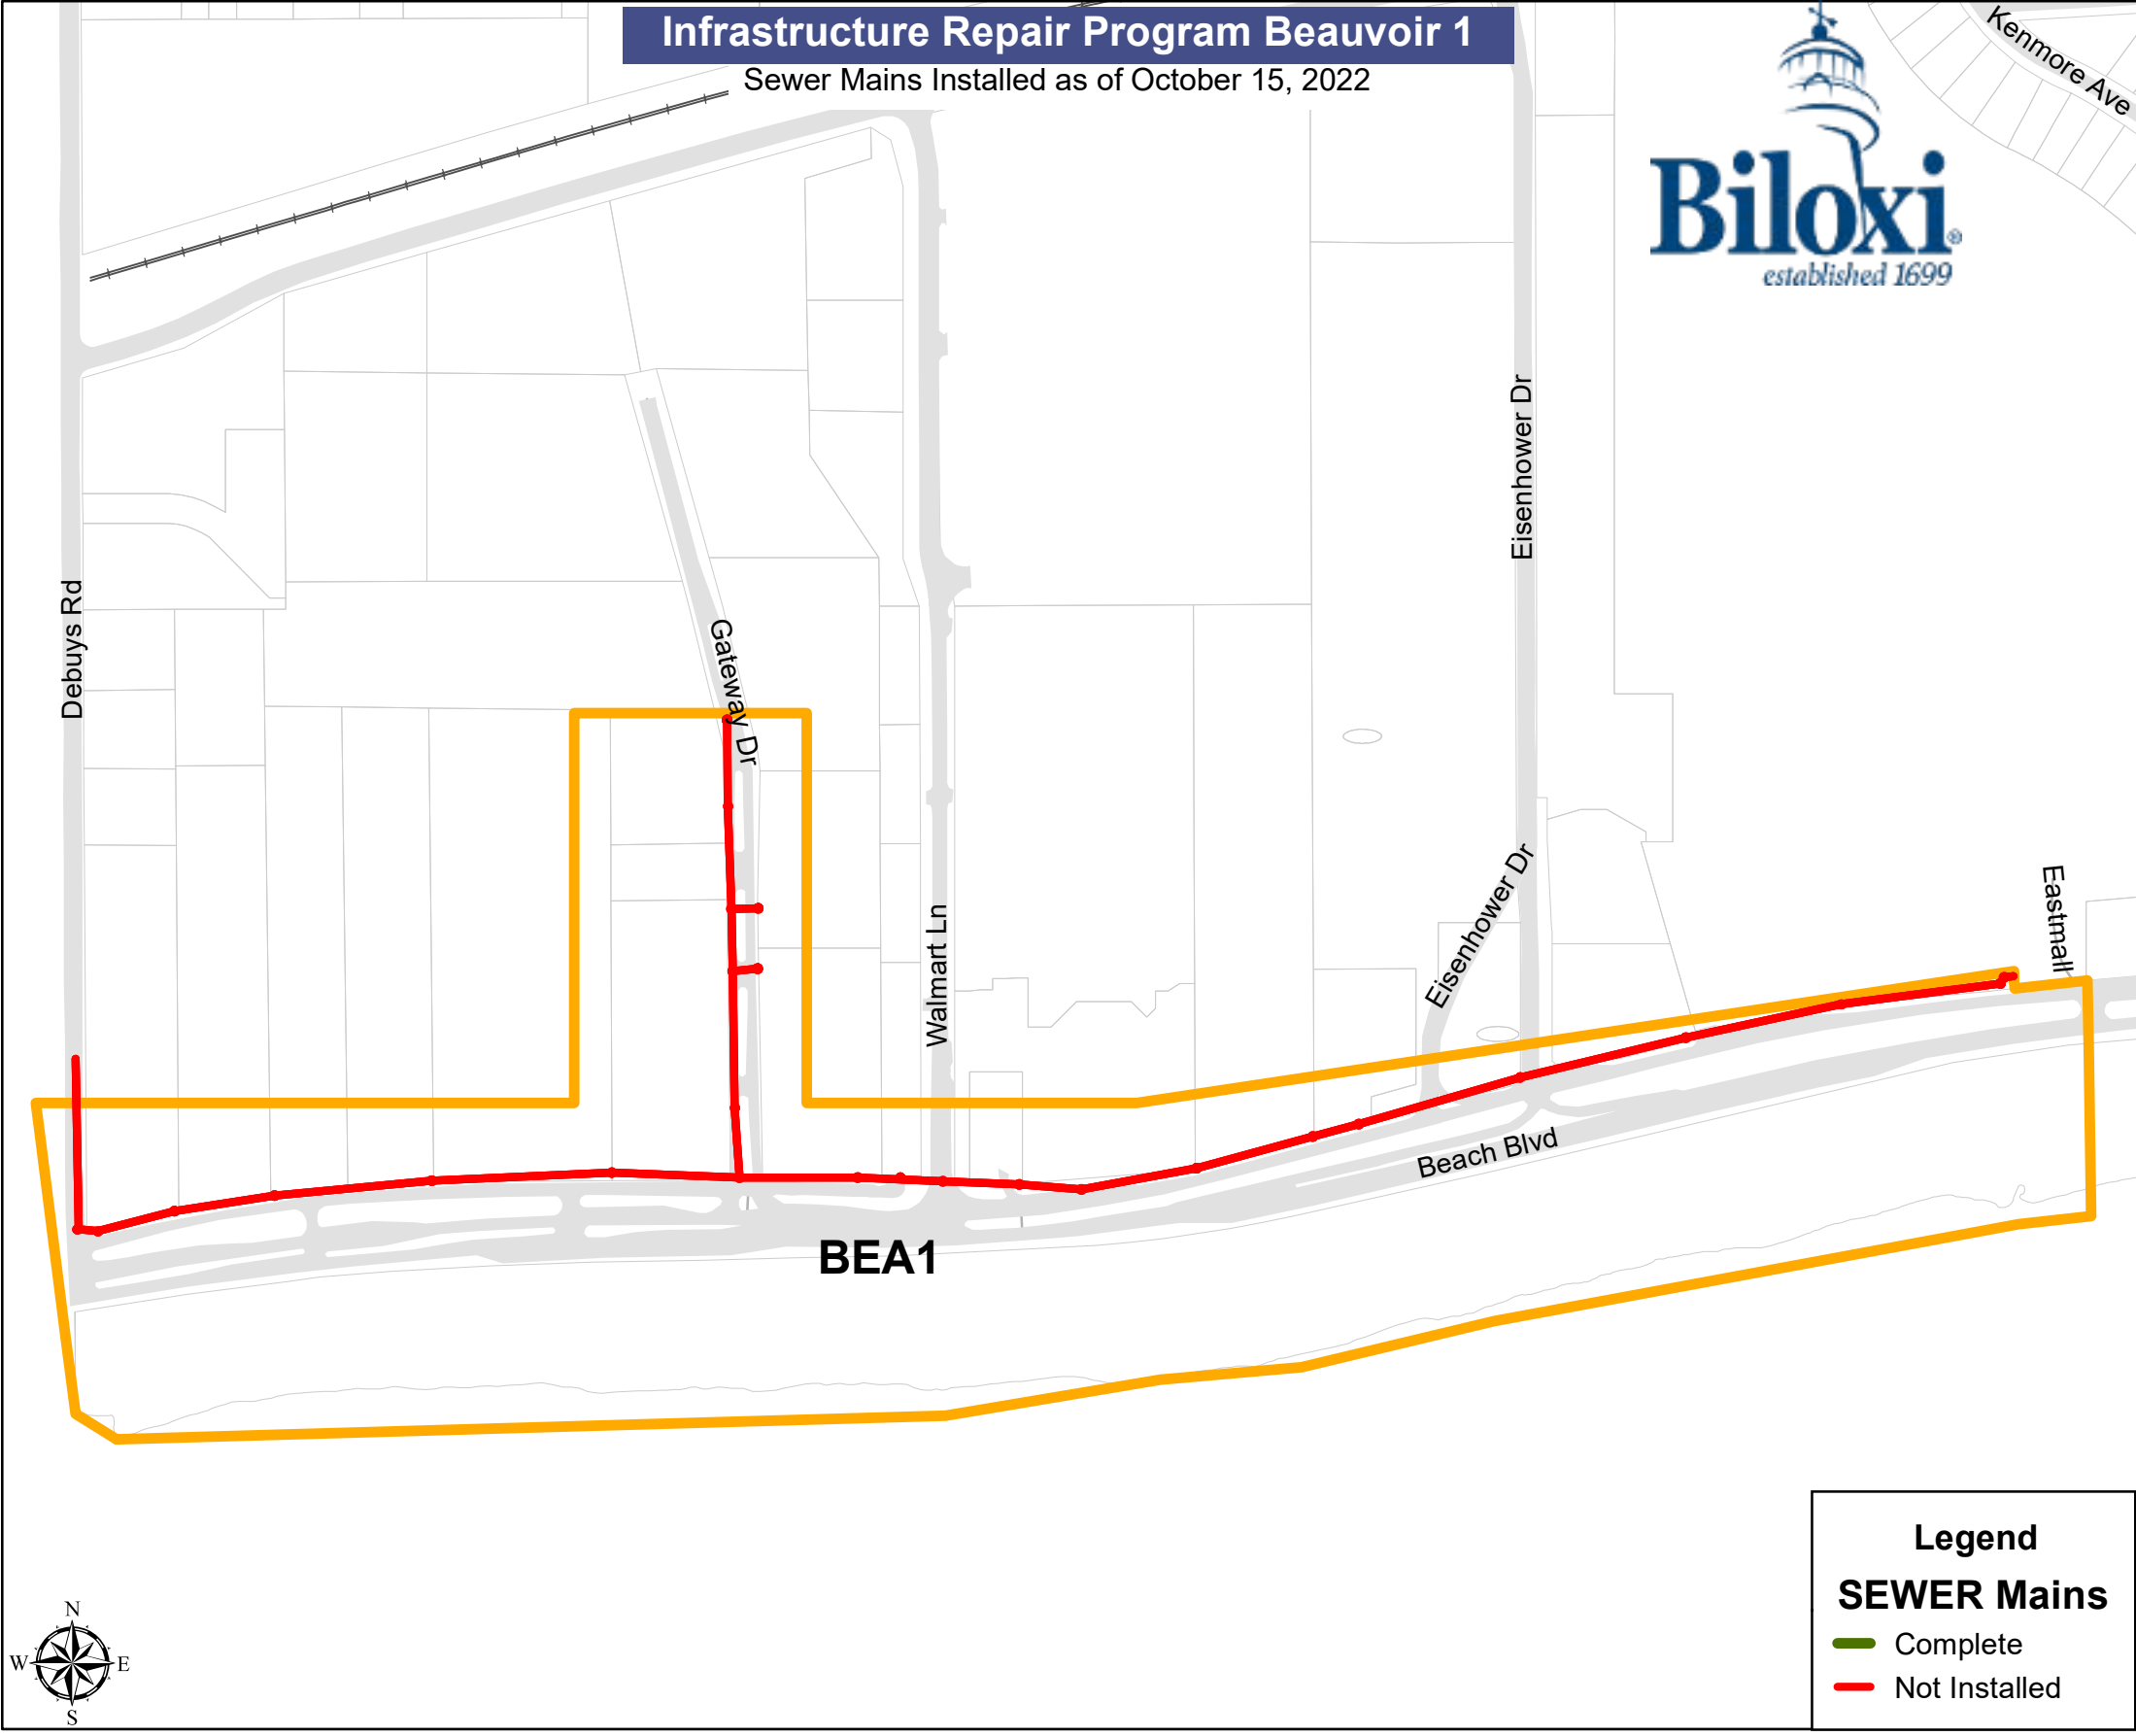 Infrastructure Repair Program Beauvoir 1
Sewer Mains Installed as of October 15, 2022
Kenmore Ave
Biloxi®
established 1699
Eisenhower Dr
Debuys Rd
Gateway Dr
Eisenhower Dr
Eastmall
Walmart Ln
Beach Blvd
BEA1
Legend
SEWER Mains
Complete
Not Installed
N
W E
S